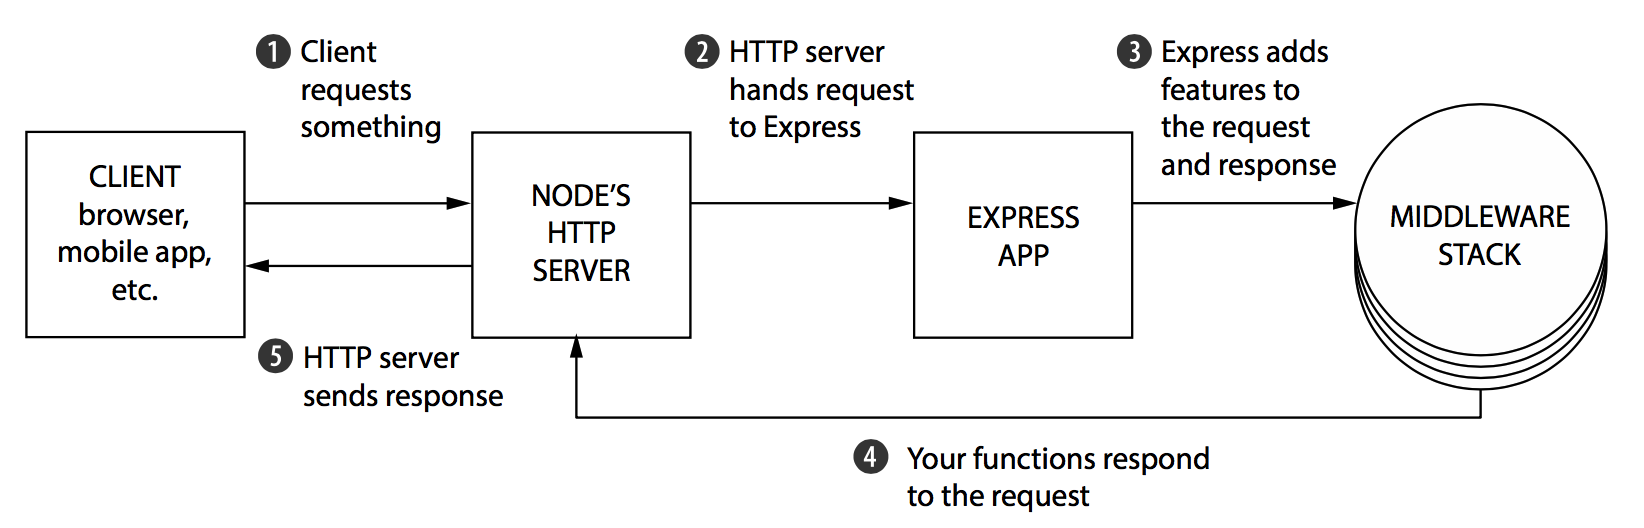 1 Client
requests
something
2 HTTP server
hands request
to Express
3 Express adds
features to
the request
and response
CLIENT
browser,
mobile app,
etc.
NODE’S
HTTP
SERVER
EXPRESS
APP
MIDDLEWARE
STACK
5 HTTP server
sends response
4 Your functions respond
to the request